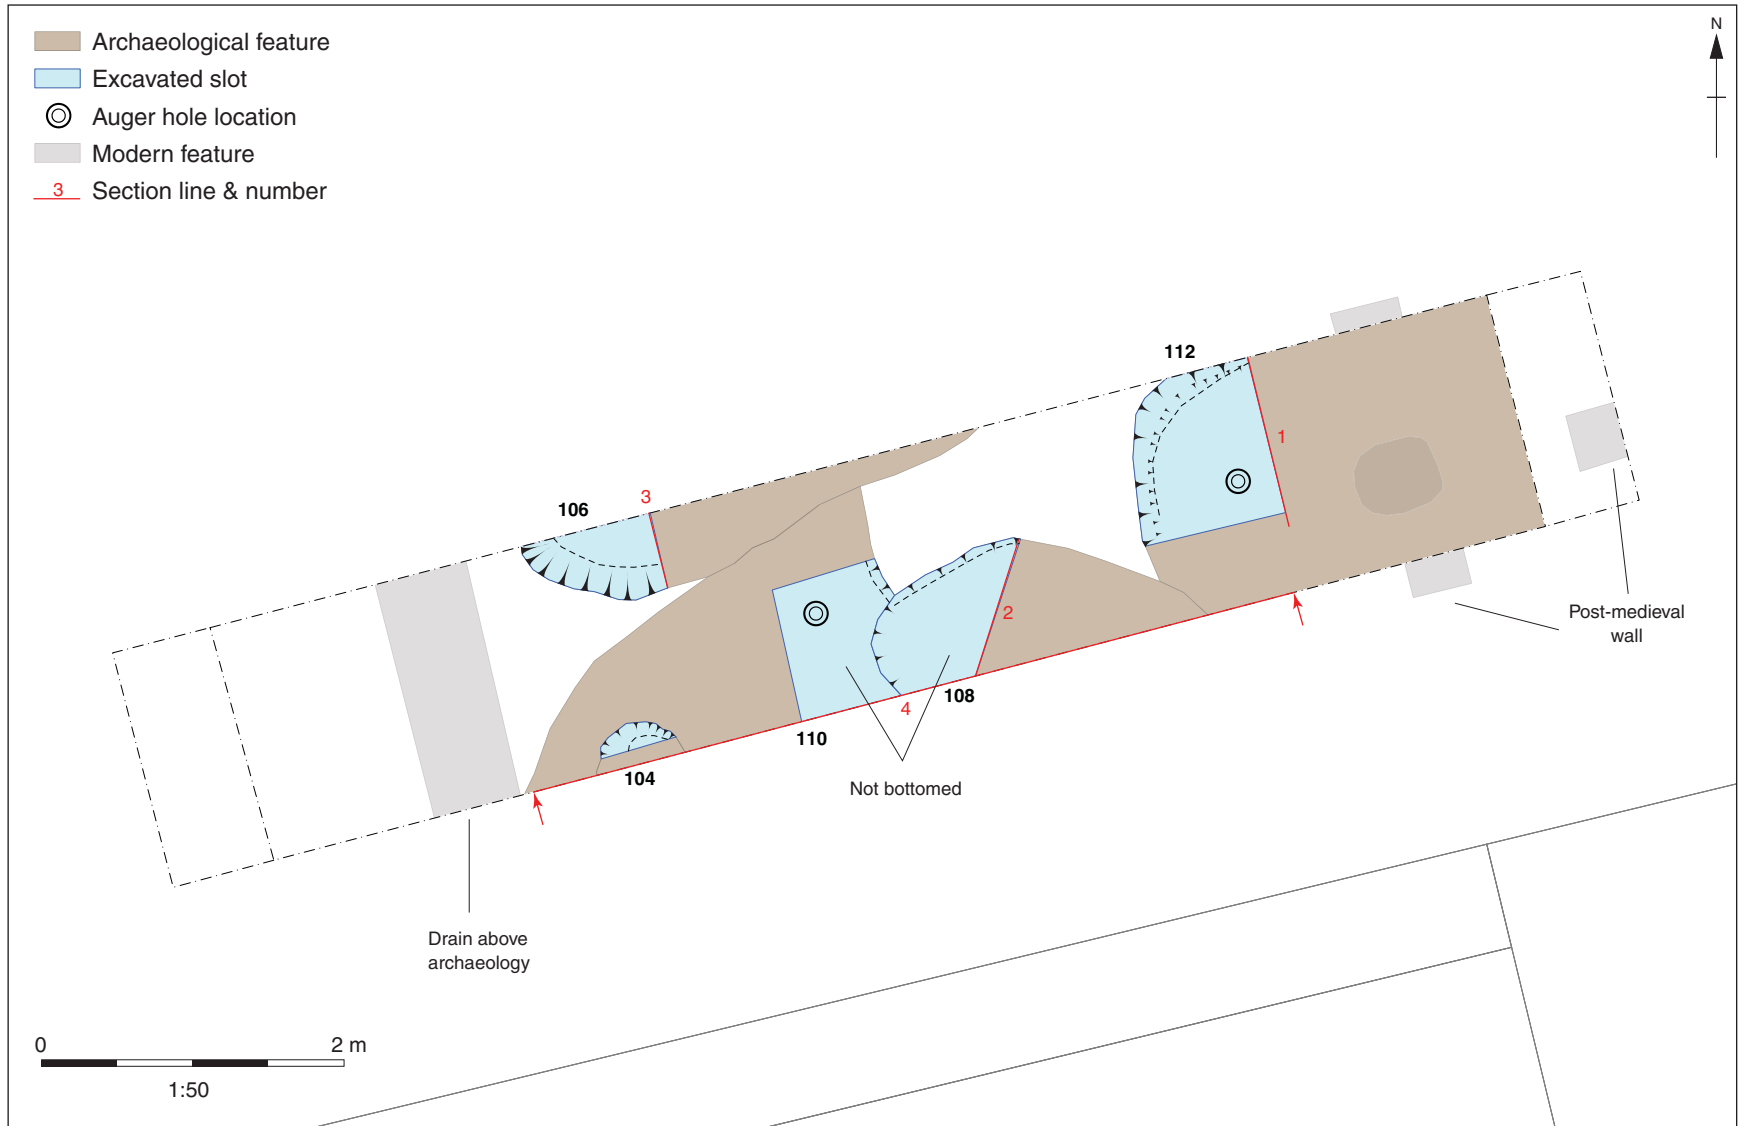 Archaeological feature
Excavated slot
Auger hole location
Modern feature
3 Section line & number
N
112
1
3
106
2
Post-medieval
wall
108
4
110
104
Not bottomed
Drain above
archaeology
0 2 m
1:50